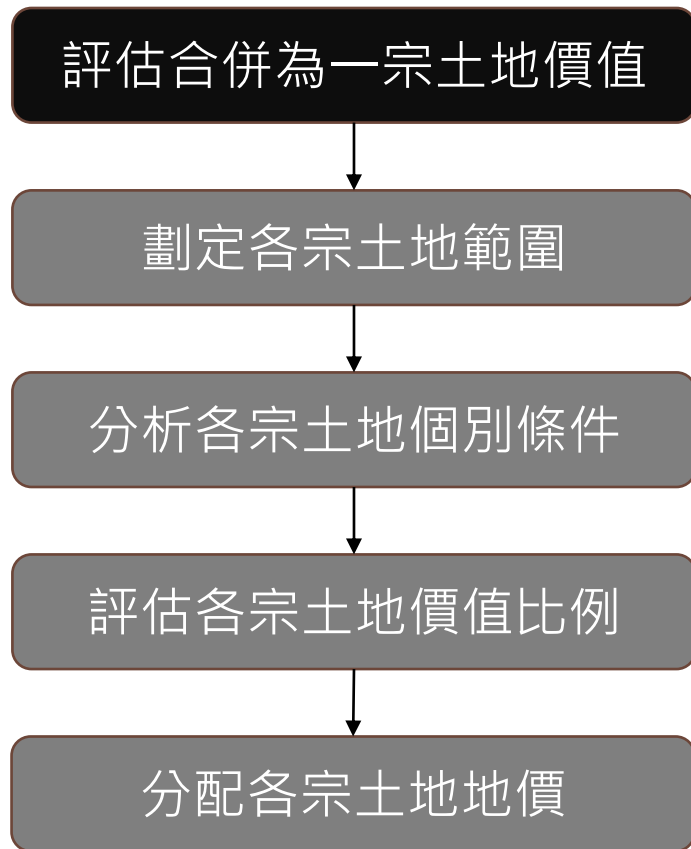 評估合併為一宗土地價值
劃定各宗土地範圍
分析各宗土地個別條件
評估各宗土地價值比例
分配各宗土地地價